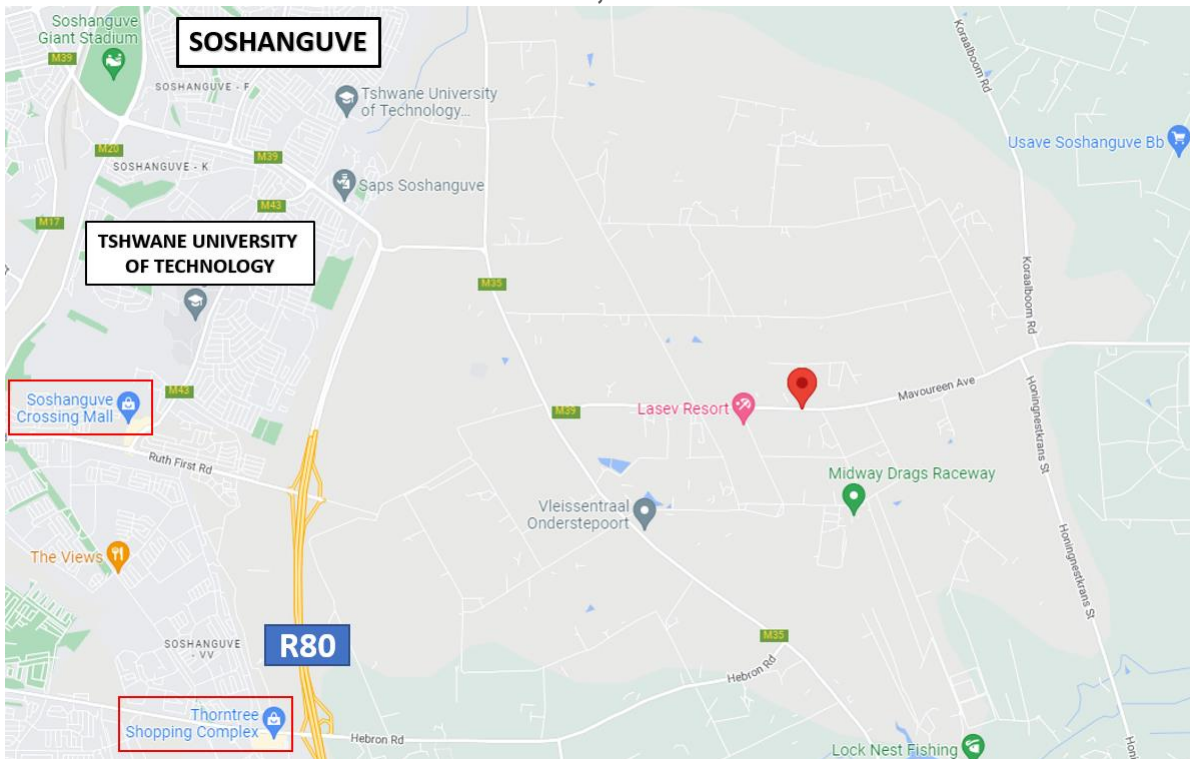 Soshanguve
Giant Stadium
SOSHANGUVE
M39
SOSHANGUVE - F
Tshwane University
of Technology...
Koraalboom Rd
Usave Soshanguve Bb
M20
SOSHANGUVE - K
M39
Saps Soshanguve
M43
M17
TSHWANE UNIVERSITY
OF TECHNOLOGY
M35
Koraalboom Rd
Soshanguve
Crossing Mall
M43
M39
Lasev Resort
Mavoureen Ave
Honingnestkrans St
Ruth First Rd
Midway Drags Raceway
Vleissentraal
Onderstepoort
The Views
Honingnestkrans St
SOSHANGUVE
- VV
R80
M35
Hebron Rd
Thorntree
Shopping Complex
Hebron Rd
Lock Nest Fishing
Honi